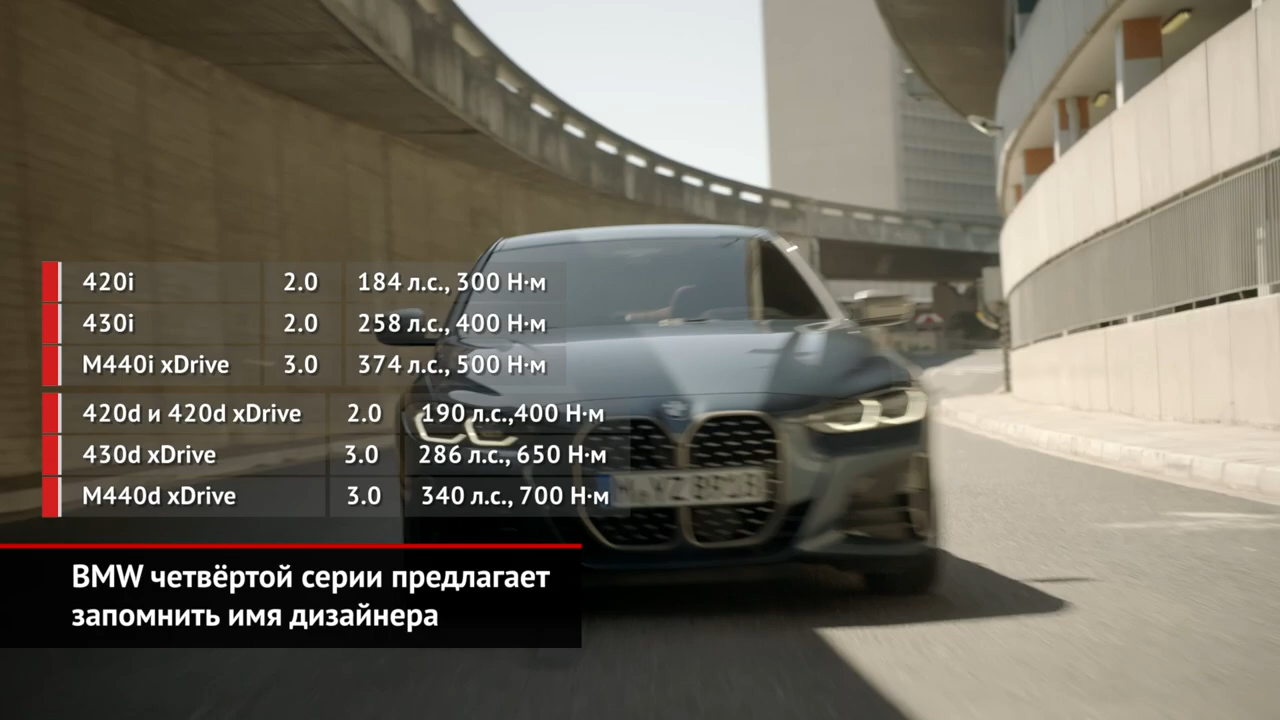 420i 2.0 184 л.с., 300 Н·м
430i 2.0 258 л.с., 400 Н·м
M440i xDrive 3.0 374 л.с., 500 Н·м
420d и 420d xDrive 2.0 190 л.с.,400 Н·м
430d xDrive 3.0 286 л.с., 650 Н·м
M440d xDrive 3.0 340 л.с., 700 Н·м
BMW четвёртой серии предлагает
запомнить имя дизайнера